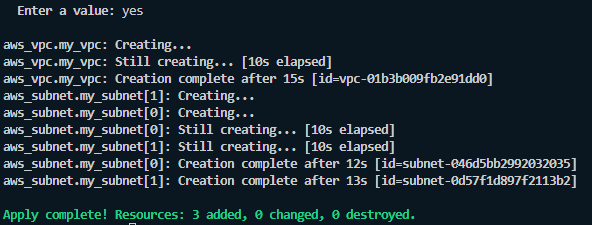 Enter a value: yes
aws_vpc.my_vpc: Creating...
aws_vpc.my_vpc: Still creating... [10s elapsed]
aws_vpc.my_vpc: Creation complete after 15s [id=vpc-01b3b009fb2e91dd0]
aws_subnet.my_subnet[1]: Creating...
aws_subnet.my_subnet[0]: Creating...
aws_subnet.my_subnet[0]: Still creating... [10s elapsed]
aws_subnet.my_subnet[1]: Still creating... [10s elapsed]
aws_subnet.my_subnet[0]: Creation complete after 12s [id=subnet-046d5bb2992032035]
aws_subnet.my_subnet[1]: Creation complete after 13s [id=subnet-0d57f1d897f2113b2]
Apply complete! Resources: 3 added, 0 changed, 0 destroyed.